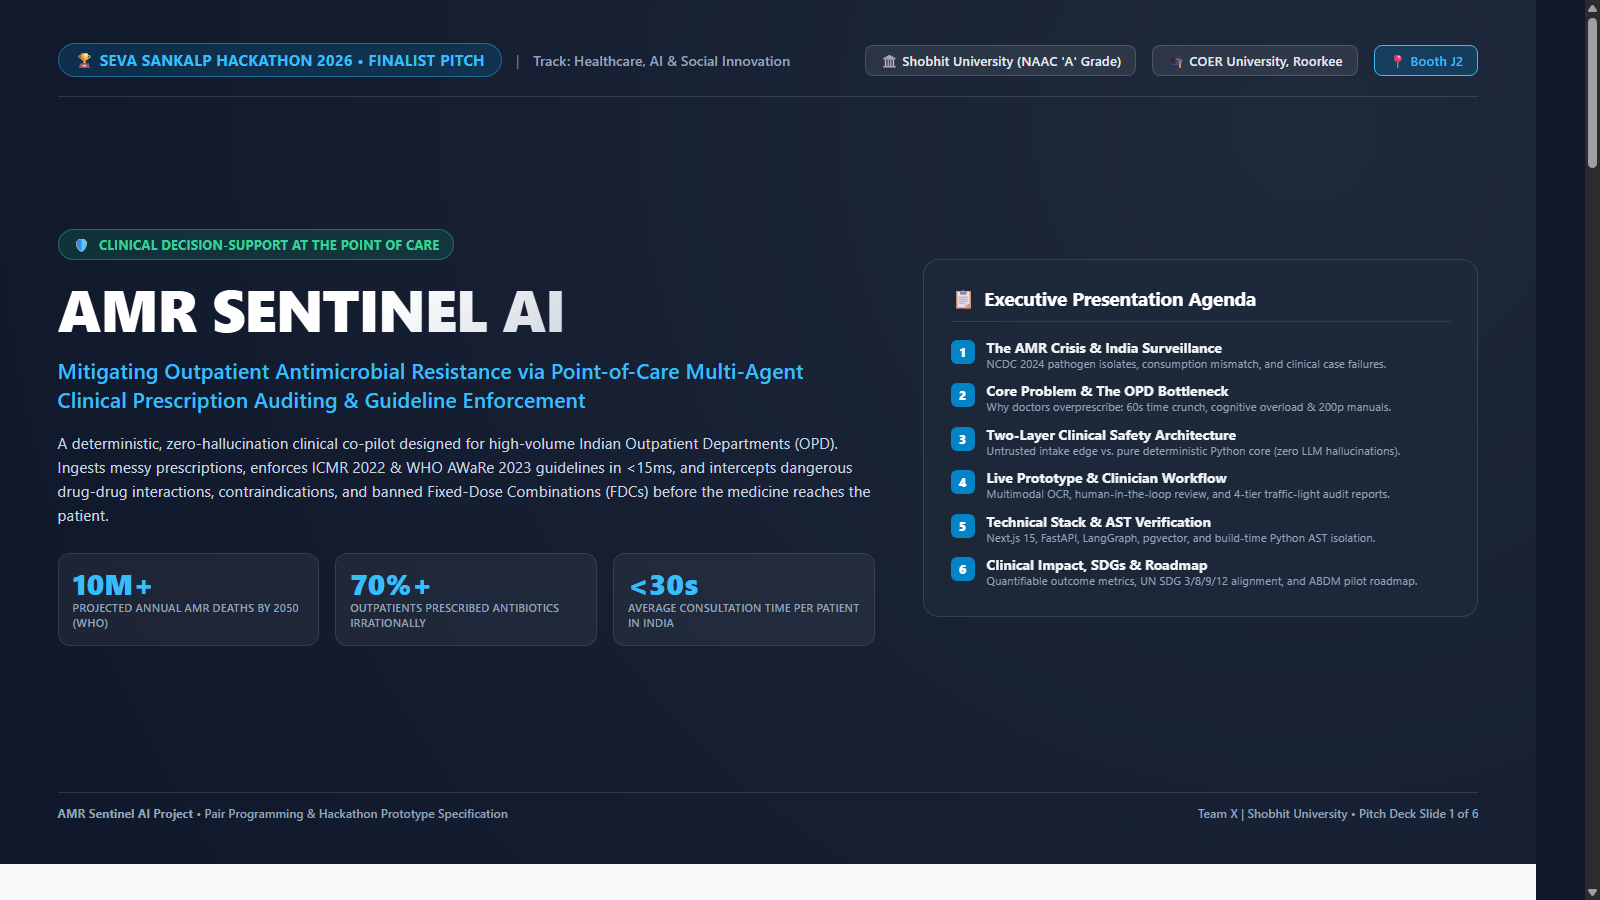 🏆 SEVA SANKALP HACKATHON 2026 • FINALIST PITCH | Track: Healthcare, AI & Social Innovation
🏛️ Shobhit University (NAAC 'A' Grade)
🎓 COER University, Roorkee
📍 Booth J2
🛡️ CLINICAL DECISION-SUPPORT AT THE POINT OF CARE
AMR SENTINEL AI
Mitigating Outpatient Antimicrobial Resistance via Point-of-Care Multi-Agent
Clinical Prescription Auditing & Guideline Enforcement
A deterministic, zero-hallucination clinical co-pilot designed for high-volume Indian Outpatient Departments (OPD).
Ingests messy prescriptions, enforces ICMR 2022 & WHO AWaRe 2023 guidelines in <15ms, and intercepts dangerous
drug-drug interactions, contraindications, and banned Fixed-Dose Combinations (FDCs) before the medicine reaches the
patient.
10M+
PROJECTED ANNUAL AMR DEATHS BY 2050
(WHO)
70%+
OUTPATIENTS PRESCRIBED ANTIBIOTICS
IRRATIONALLY
<30s
AVERAGE CONSULTATION TIME PER PATIENT
IN INDIA
📋 Executive Presentation Agenda
1
The AMR Crisis & India Surveillance
NCDC 2024 pathogen isolates, consumption mismatch, and clinical case failures.
2
Core Problem & The OPD Bottleneck
Why doctors overprescribe: 60s time crunch, cognitive overload & 200p manuals.
3
Two-Layer Clinical Safety Architecture
Untrusted intake edge vs. pure deterministic Python core (zero LLM hallucinations).
4
Live Prototype & Clinician Workflow
Multimodal OCR, human-in-the-loop review, and 4-tier traffic-light audit reports.
5
Technical Stack & AST Verification
Next.js 15, FastAPI, LangGraph, pgvector, and build-time Python AST isolation.
6
Clinical Impact, SDGs & Roadmap
Quantifiable outcome metrics, UN SDG 3/8/9/12 alignment, and ABDM pilot roadmap.
AMR Sentinel AI Project • Pair Programming & Hackathon Prototype Specification
Team X | Shobhit University • Pitch Deck Slide 1 of 6